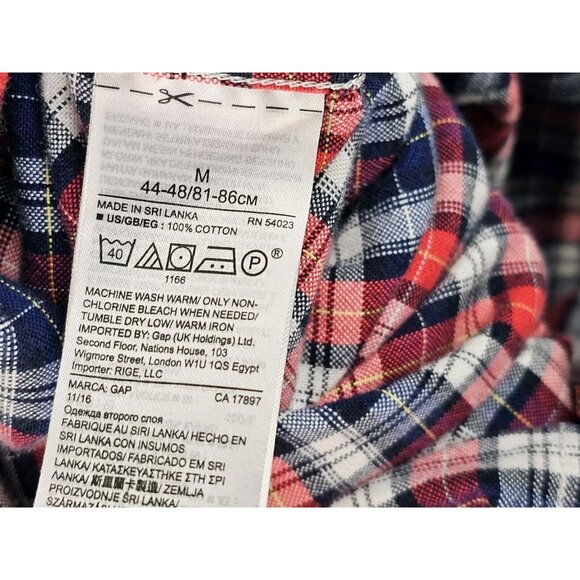 M
44-48/81-86CM
MADE IN SRI LANKA RN 54023
■ US/GB/EG : 100% COTTON
40 P ®
1166
MACHINE WASH WARM/ ONLY NON-
CHLORINE BLEACH WHEN NEEDED/
TUMBLE DRY LOW/ WARM IRON
IMPORTED BY: Gap (UK Holdings) Ltd.
Second Floor, Nations House, 103
Wigmore Street, London W1U 1QS Egypt
Importer: RIGE, LLC
MARCA: GAP CA 17897
11/16
Одежда второго слоя
FABRIQUE AU SRI LANKA/ HECHO EN
SRI LANKA CON INSUMOS
IMPORTADOS/ FABRICADO EM SRI
LANKA/ ΚΑΤΑΣΚΕΥΑΣΤΗΚΕ ΣΤΗ ΣΡΙ
ΛΑΝΚΑ/ 斯里蘭卡製造/ ZEMLJA
PROIZVODNJE ŠRI LANKA/